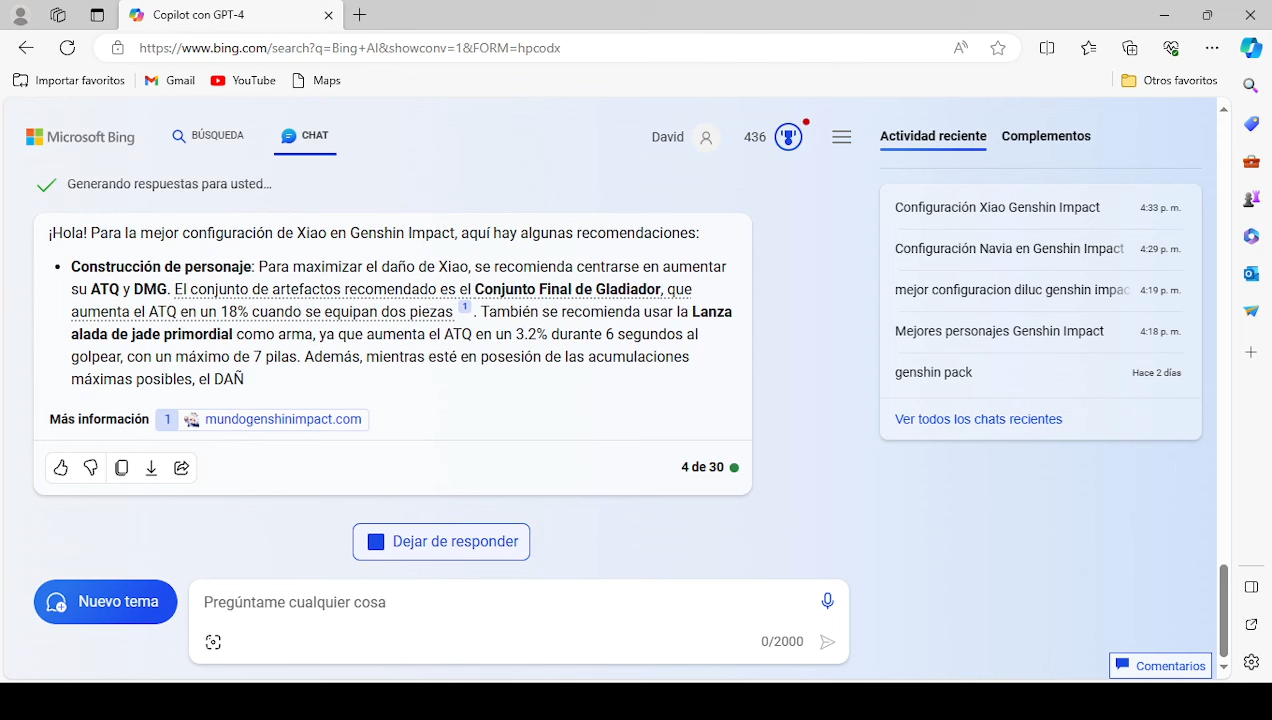 Copilot con GPT-4
https://www.bing.com/search?q=Bing+AI&showconv=1&FORM=hpcodx
Importar favoritos
Gmail
YouTube
Maps
Otros favoritos
Microsoft Bing
BÚSQUEDA
CHAT
David
436
Actividad reciente
Complementos
Generando respuestas para usted...
¡Hola! Para la mejor configuración de Xiao en Genshin Impact, aquí hay algunas recomendaciones:
• Construcción de personaje: Para maximizar el daño de Xiao, se recomienda centrarse en aumentar
su ATQ y DMG. El conjunto de artefactos recomendado es el Conjunto Final de Gladiador, que
aumenta el ATQ en un 18% cuando se equipan dos piezas 1 . También se recomienda usar la Lanza
alada de jade primordial como arma, ya que aumenta el ATQ en un 3.2% durante 6 segundos al
golpear, con un máximo de 7 pilas. Además, mientras esté en posesión de las acumulaciones
máximas posibles, el DAÑ
Más información 1 mundogenshinimpact.com
4 de 30
Dejar de responder
Nuevo tema
Pregúntame cualquier cosa
0/2000
Configuración Xiao Genshin Impact 4:33 p. m.
Configuración Navia en Genshin Impact 4:29 p. m.
mejor configuracion diluc genshin impac 4:19 p. m.
Mejores personajes Genshin Impact 4:18 p. m.
genshin pack Hace 2 días
Ver todos los chats recientes
Comentarios